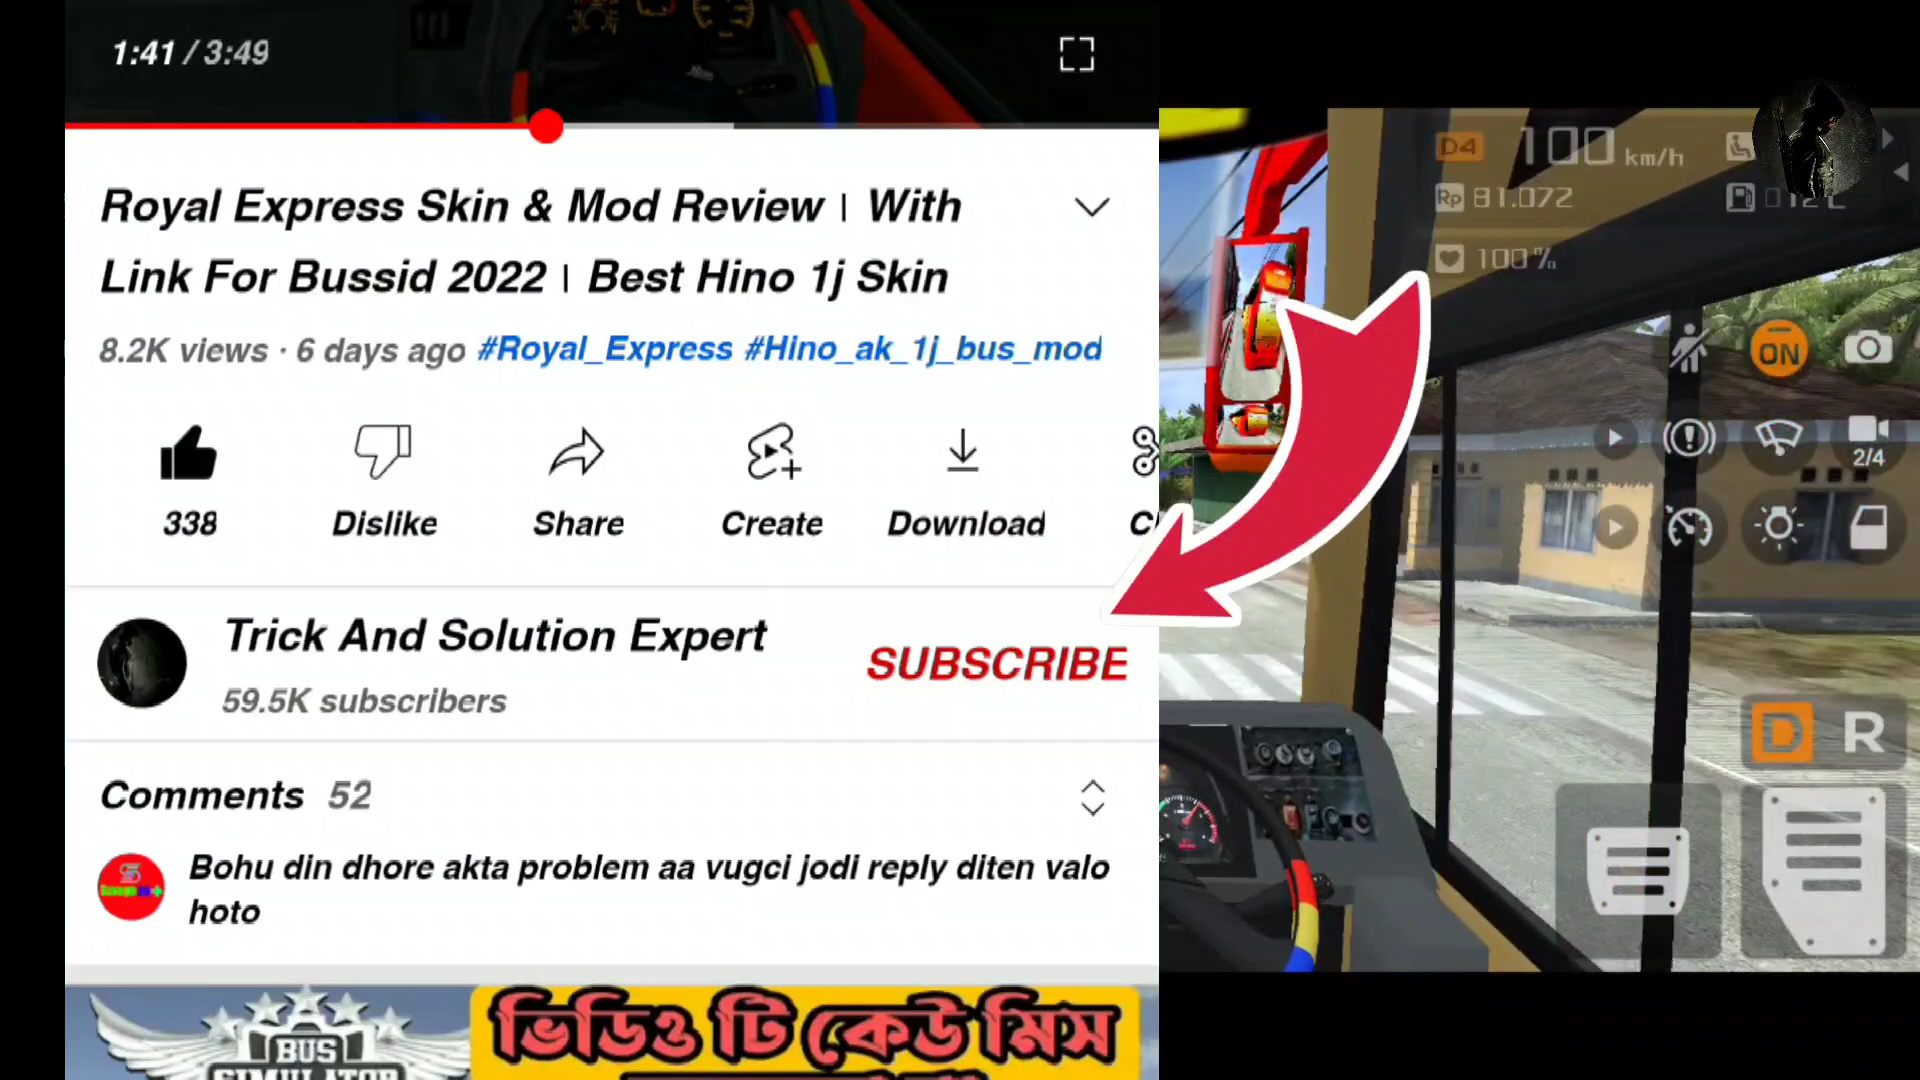 1:41 / 3:49
Royal Express Skin & Mod Review | With
Link For Bussid 2022 | Best Hino 1j Skin
8.2K views · 6 days ago #Royal_Express #Hino_ak_1j_bus_mod
338
Dislike
Share
Create
Download
Trick And Solution Expert
59.5K subscribers
SUBSCRIBE
Comments 52
Bohu din dhore akta problem aa vugci jodi reply diten valo
hoto
BUS
SIMULATOR
ভিডিও টি কেউ মিস
D4 100 km/h
Rp 81.072
100%
ON
2/4
D R